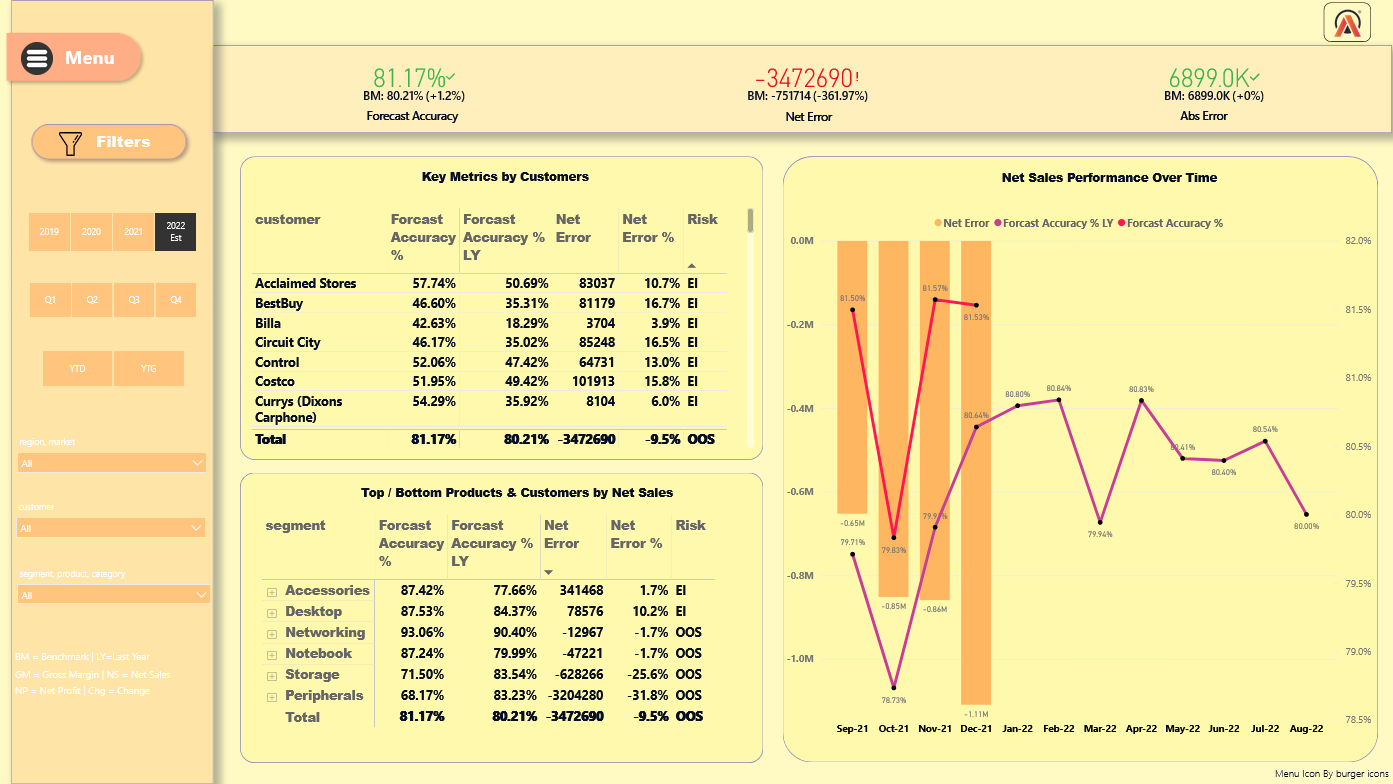 Menu
Filters
2019 2020 2021 2022 Est
Q1 Q2 Q3 Q4
YTD YTG
region, market
All
customer
All
segment, product, category
All
BM = Benchmark | LY=Last Year
GM = Gross Margin | NS = Net Sales
NP = Net Profit | Chg = Change
81.17%
BM: 80.21% (+1.2%)
Forecast Accuracy
-3472690!
BM: -751714 (-361.97%)
Net Error
6899.0K
BM: 6899.0K (+0%)
Abs Error
Key Metrics by Customers
customer Forcast Accuracy % Forcast Accuracy % LY Net Error Net Error % Risk
Acclaimed Stores 57.74% 50.69% 83037 10.7% EI
BestBuy 46.60% 35.31% 81179 16.7% EI
Billa 42.63% 18.29% 3704 3.9% EI
Circuit City 46.17% 35.02% 85248 16.5% EI
Control 52.06% 47.42% 64731 13.0% EI
Costco 51.95% 49.42% 101913 15.8% EI
Currys (Dixons Carphone) 54.29% 35.92% 8104 6.0% EI
Total 81.17% 80.21% -3472690 -9.5% OOS
Top / Bottom Products & Customers by Net Sales
segment Forcast Accuracy % Forcast Accuracy % LY Net Error Net Error % Risk
Accessories 87.42% 77.66% 341468 1.7% EI
Desktop 87.53% 84.37% 78576 10.2% EI
Networking 93.06% 90.40% -12967 -1.7% OOS
Notebook 87.24% 79.99% -47221 -1.7% OOS
Storage 71.50% 83.54% -628266 -25.6% OOS
Peripherals 68.17% 83.23% -3204280 -31.8% OOS
Total 81.17% 80.21% -3472690 -9.5% OOS
Net Sales Performance Over Time
Net Error Forcast Accuracy % LY Forcast Accuracy %
0.0M
-0.2M
-0.4M
-0.6M
-0.8M
-1.0M
82.0%
81.5%
81.0%
80.5%
80.0%
79.5%
79.0%
78.5%
81.50%
79.83%
81.57%
81.53%
79.71%
78.73%
80.64%
80.80%
80.84%
79.94%
80.83%
80.40%
80.54%
80.00%
-0.65M
-0.85M
-0.86M
-1.11M
Sep-21 Oct-21 Nov-21 Dec-21 Jan-22 Feb-22 Mar-22 Apr-22 May-22 Jun-22 Jul-22 Aug-22
Menu Icon By burger icons